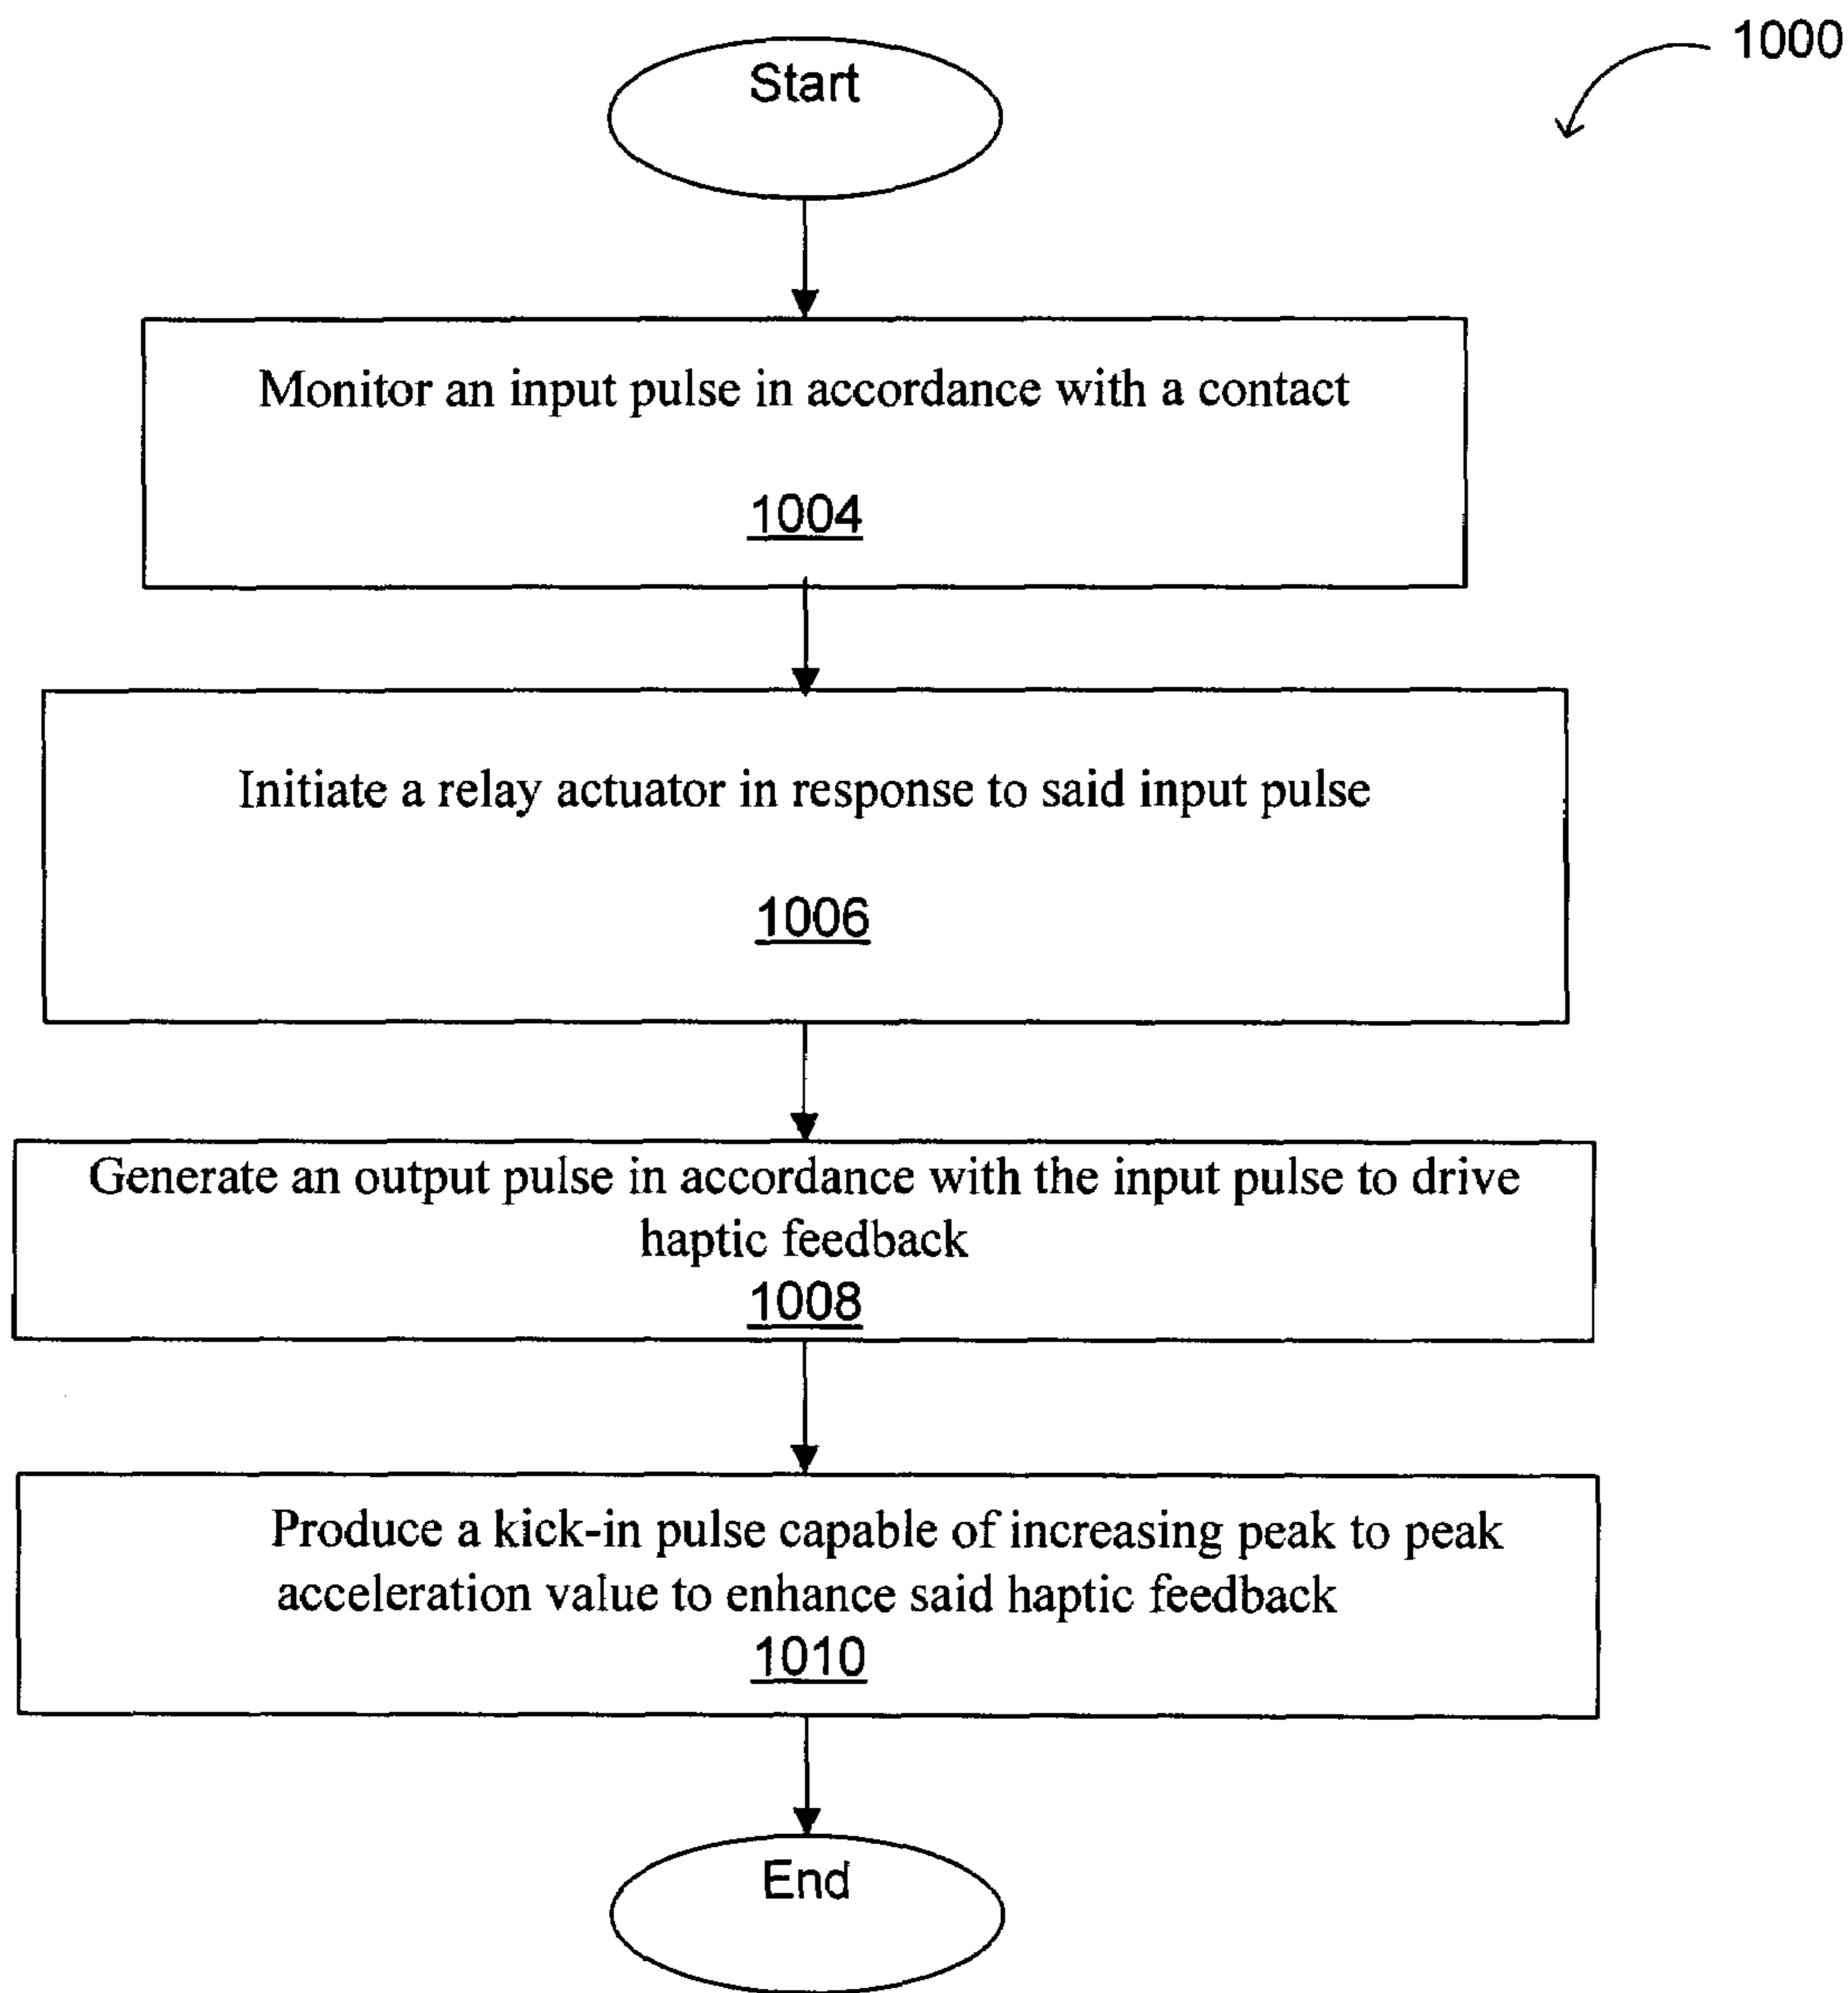 1000
Start
Monitor an input pulse in accordance with a contact
1004
Initiate a relay actuator in response to said input pulse
1006
Generate an output pulse in accordance with the input pulse to drive
haptic feedback
1008
Produce a kick-in pulse capable of increasing peak to peak
acceleration value to enhance said haptic feedback
1010
End